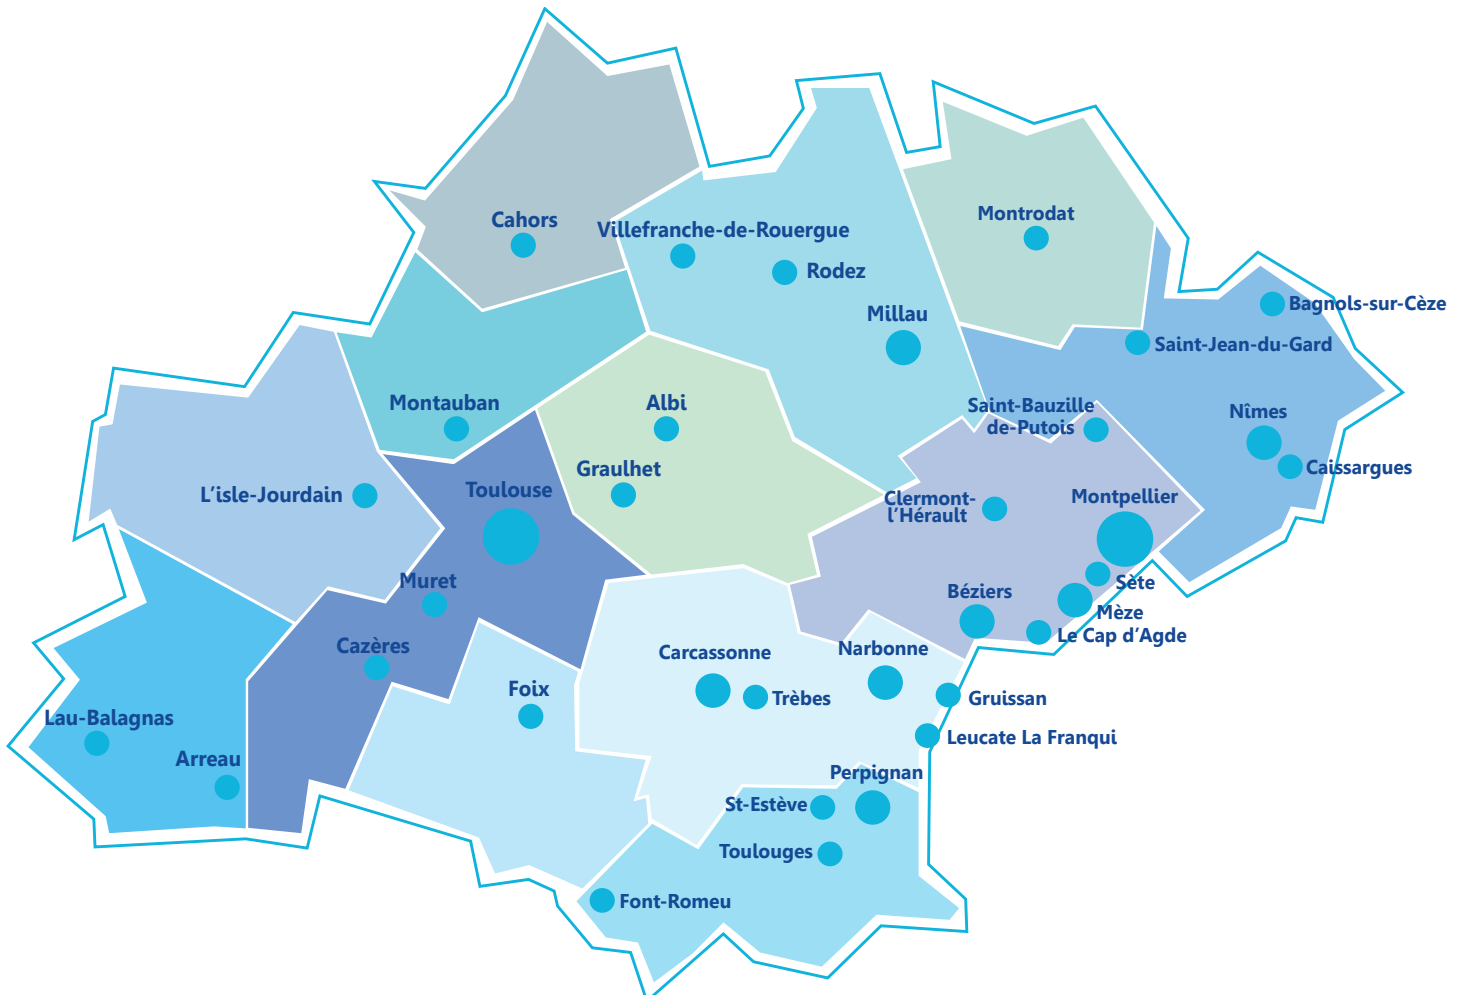 Cahors
Montrodat
Villefranche-de-Rouergue
Rodez
Bagnols-sur-Cèze
Millau
Saint-Jean-du-Gard
Montauban
Albi
Saint-Bauzille
de-Putois
Nîmes
Graulhet
Caissargues
L'isle-Jourdain
Toulouse
Clermont-
l'Hérault
Montpellier
Muret
Sète
Béziers
Mèze
Le Cap d'Agde
Cazères
Carcassonne
Narbonne
Foix
Trèbes
Gruissan
Lau-Balagnas
Leucate La Franqui
Arreau
Perpignan
St-Estève
Toulouges
Font-Romeu